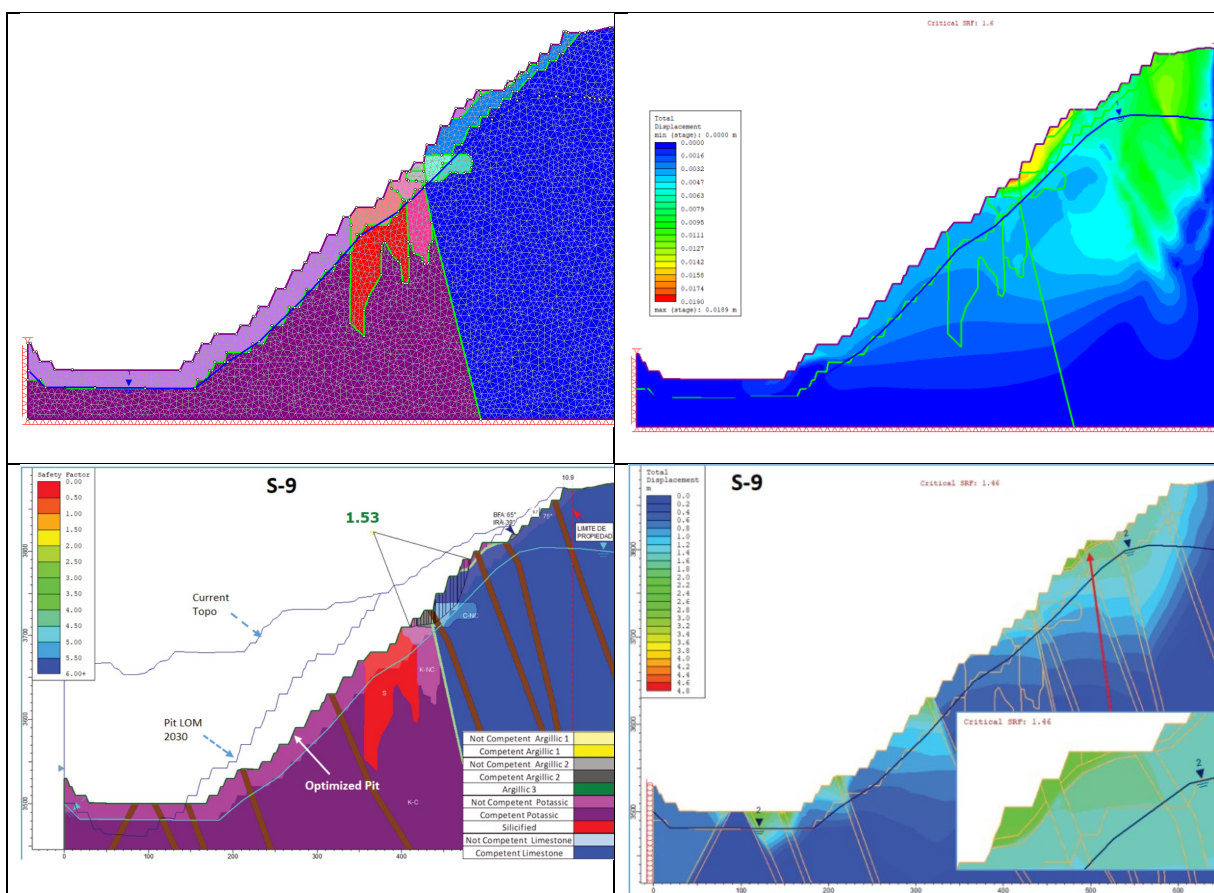 Critical SRF: 1.6
Total
Displacement
min (stage): 0.0000 m
0.0000
0.0016
0.0032
0.0047
0.0063
0.0079
0.0095
0.0111
0.0127
0.0142
0.0158
0.0174
0.0190
max (stage): 0.0189 m
Safety Factor
0.00
0.50
1.00
1.50
2.00
2.50
3.00
3.50
4.00
4.50
5.00
5.50
6.00+
S-9
1.53
10.9
BFA: 65°
75°
LIMITE DE
PROPIEDAD
Current
Topo
Pit LOM
2030
Optimized Pit
C-NC
K-NC
S
K-C
3800
3700
3600
3500
0
100
200
300
400
Not Competent Argillic 1
Competent Argillic 1
Not Competent Argillic 2
Competent Argillic 2
Argillic 3
Not Competent Potassic
Competent Potassic
Silicified
Not Competent Limestone
Competent Limestone
Total
Displacement
m
0.0
0.2
0.4
0.6
0.8
1.0
1.2
1.4
1.6
1.8
2.0
2.2
2.4
2.6
2.8
3.0
3.2
3.4
3.6
3.8
4.0
4.2
4.4
4.6
4.8
S-9
Critical SRF: 1.46
2
2
3800
3700
3600
3500
Critical SRF: 1.46
2
0
100
200
300
400
500
600